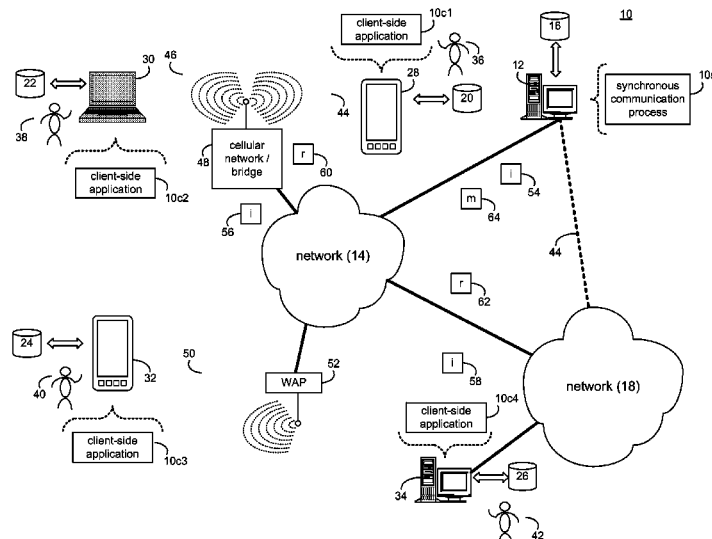 10
10c1
client-side
application
36
16
30
46
22
28
12
10s
synchronous
communication
process
20
38
44
48
cellular
network /
bridge
r
60
client-side
application
10c2
i
54
m
64
i
56
network (14)
44
r
62
24
50
52
i
58
network (18)
32
WAP
40
10c4
client-side
application
client-side
application
10c3
34
26
42